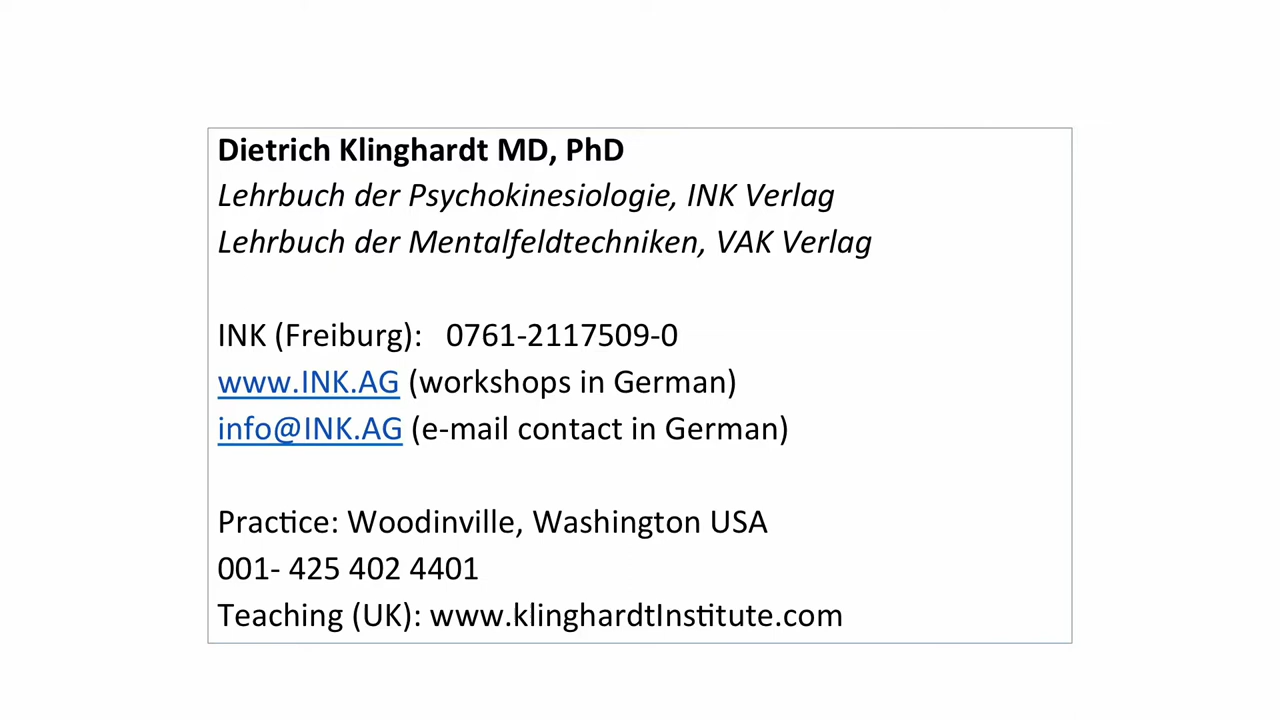 Dietrich Klinghardt MD, PhD
Lehrbuch der Psychokinesiologie, INK Verlag
Lehrbuch der Mentalfeldtechniken, VAK Verlag
INK (Freiburg): 0761-2117509-0
www.INK.AG (workshops in German)
info@INK.AG (e-mail contact in German)
Practice: Woodinville, Washington USA
001- 425 402 4401
Teaching (UK): www.klinghardtInstitute.com